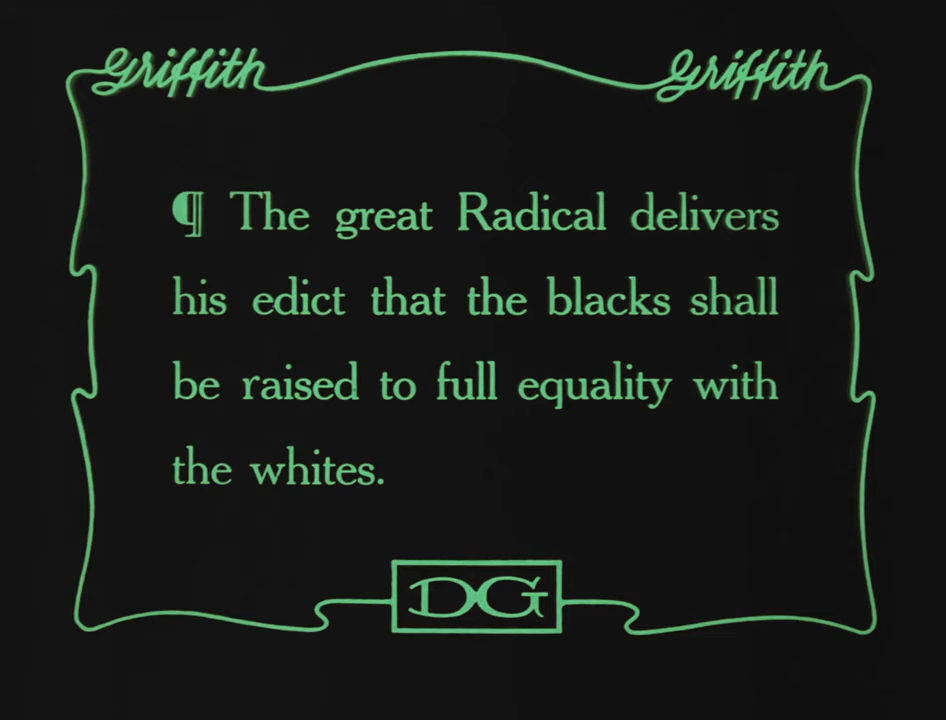 Griffith Griffith
¶ The great Radical delivers
his edict that the blacks shall
be raised to full equality with
the whites.
DG